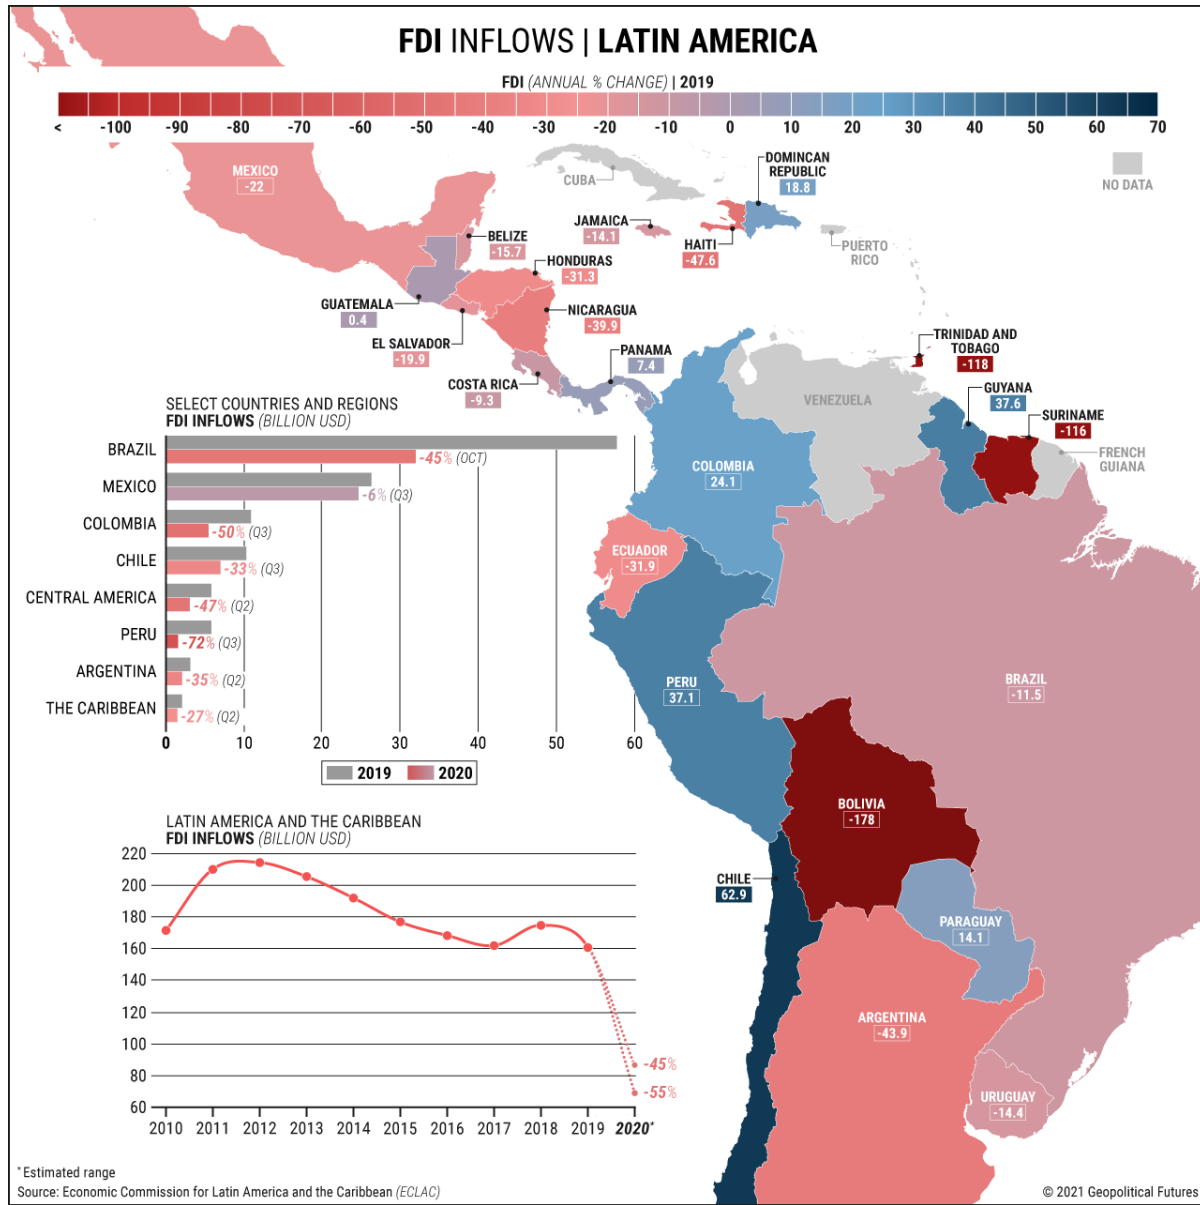 FDI INFLOWS | LATIN AMERICA
FDI (ANNUAL % CHANGE) | 2019
< -100 -90 -80 -70 -60 -50 -40 -30 -20 -10 0 10 20 30 40 50 60 70
NO DATA
MEXICO
-22
CUBA
DOMINCAN
REPUBLIC
18.8
JAMAICA
-14.1
HAITI
-47.6
PUERTO
RICO
BELIZE
-15.7
HONDURAS
-31.3
GUATEMALA
0.4
NICARAGUA
-39.9
EL SALVADOR
-19.9
PANAMA
7.4
COSTA RICA
-9.3
TRINIDAD AND
TOBAGO
-118
GUYANA
37.6
SURINAME
-116
FRENCH
GUIANA
VENEZUELA
COLOMBIA
24.1
ECUADOR
-31.9
PERU
37.1
BRAZIL
-11.5
BOLIVIA
-178
CHILE
62.9
PARAGUAY
14.1
ARGENTINA
-43.9
URUGUAY
-14.4
SELECT COUNTRIES AND REGIONS
FDI INFLOWS (BILLION USD)
BRAZIL -45% (OCT)
MEXICO -6% (Q3)
COLOMBIA -50% (Q3)
CHILE -33% (Q3)
CENTRAL AMERICA -47% (Q2)
PERU -72% (Q3)
ARGENTINA -35% (Q2)
THE CARIBBEAN -27% (Q2)
0 10 20 30 40 50 60
2019 2020
LATIN AMERICA AND THE CARIBBEAN
FDI INFLOWS (BILLION USD)
220
200
180
160
140
120
100
80
60
-45%
-55%
2010 2011 2012 2013 2014 2015 2016 2017 2018 2019 2020*
* Estimated range
Source: Economic Commission for Latin America and the Caribbean (ECLAC)
© 2021 Geopolitical Futures